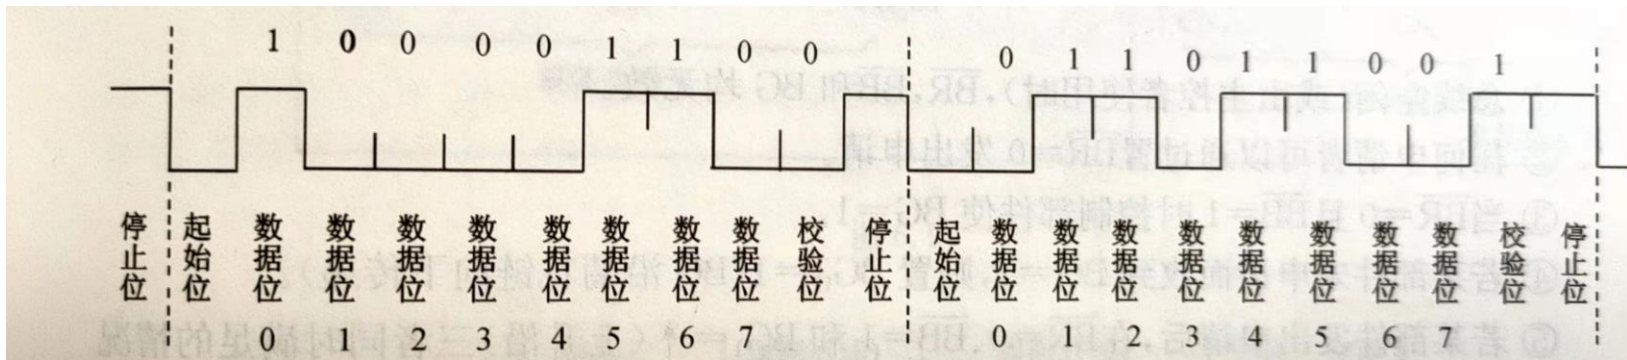 1 0 0 0 0 1 1 0 0 0 1 1 0 1 1 0 0 1
停止位 起始位 数据位 数据位 数据位 数据位 数据位 数据位 数据位 数据位 校验位 停止位 起始位 数据位 数据位 数据位 数据位 数据位 数据位 数据位 数据位 校验位 停止位
0 1 2 3 4 5 6 7 0 1 2 3 4 5 6 7